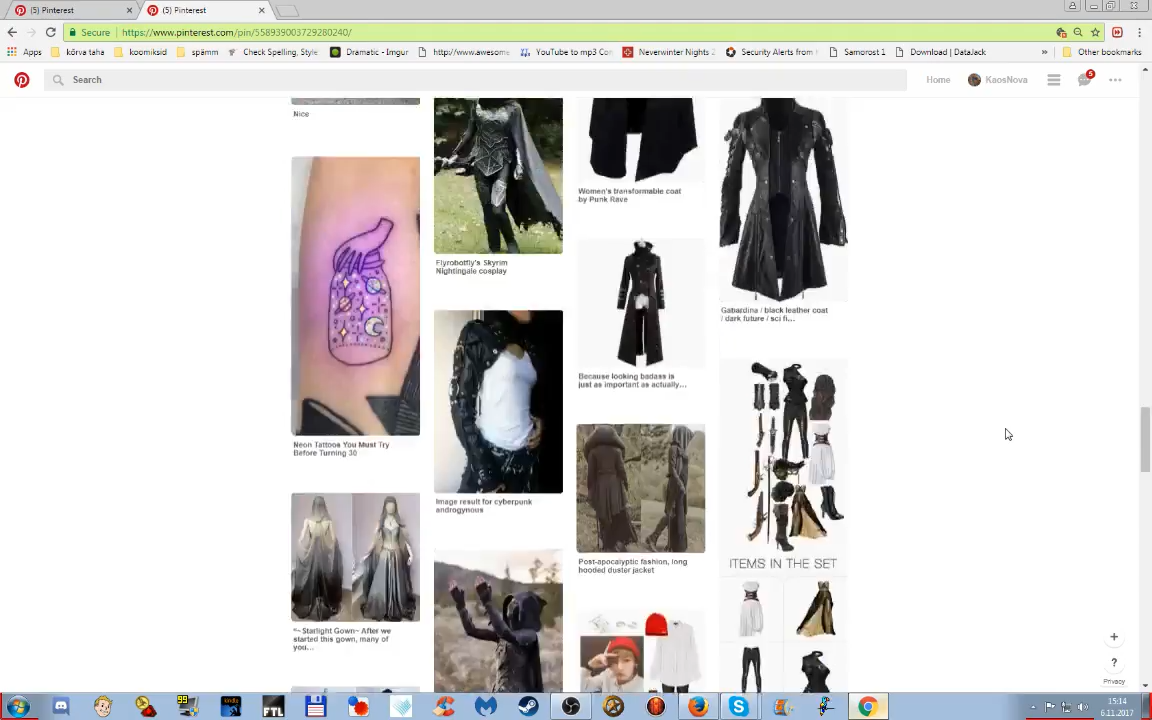 (5) Pinterest
(5) Pinterest
Secure
https://www.pinterest.com/pin/558939003729280240/
Apps
kõrva taha
koomiksid
spämm
Check Spelling, Style
Dramatic - Imgur
http://www.awesome
YouTube to mp3 Con
Neverwinter Nights 2
Security Alerts from
Samorost 1
Download | DataJack
»
Other bookmarks
Search
Home
KaosNova
5
Nice
Neon Tattoos You Must Try
Before Turning 30
"~Starlight Gown~ After we
started this gown, many of
you...
Flyrobotfly's Skyrim
Nightingale cosplay
Image result for cyberpunk
androgynous
Women's transformable coat
by Punk Rave
Because looking badass is
just as important as actually...
Post-apocalyptic fashion, long
hooded duster jacket
Gabardina / black leather coat
/ dark future / sci fi...
ITEMS IN THE SET
+
?
Privacy
99
kindle
FTL
15:14
6.11.2017